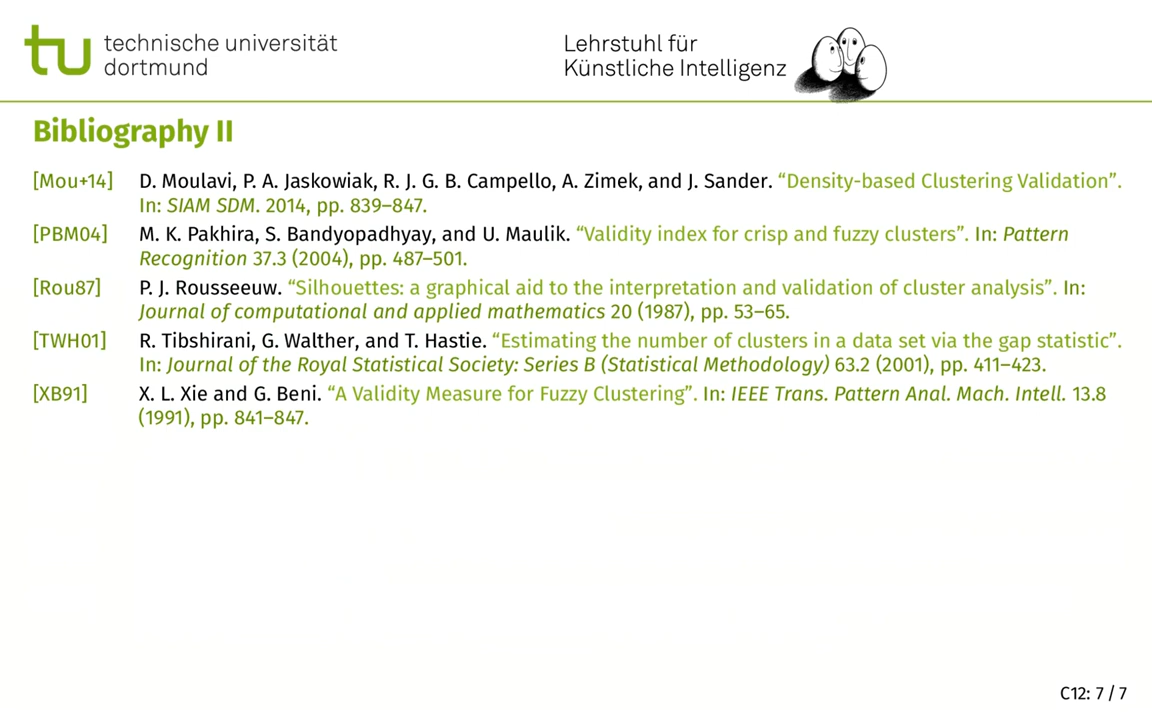 technische universität
dortmund
Lehrstuhl für
Künstliche Intelligenz
Bibliography II
[Mou+14] D. Moulavi, P. A. Jaskowiak, R. J. G. B. Campello, A. Zimek, and J. Sander. “Density-based Clustering Validation”.
In: SIAM SDM. 2014, pp. 839–847.
[PBM04] M. K. Pakhira, S. Bandyopadhyay, and U. Maulik. “Validity index for crisp and fuzzy clusters”. In: Pattern
Recognition 37.3 (2004), pp. 487–501.
[Rou87] P. J. Rousseeuw. “Silhouettes: a graphical aid to the interpretation and validation of cluster analysis”. In:
Journal of computational and applied mathematics 20 (1987), pp. 53–65.
[TWH01] R. Tibshirani, G. Walther, and T. Hastie. “Estimating the number of clusters in a data set via the gap statistic”.
In: Journal of the Royal Statistical Society: Series B (Statistical Methodology) 63.2 (2001), pp. 411–423.
[XB91] X. L. Xie and G. Beni. “A Validity Measure for Fuzzy Clustering”. In: IEEE Trans. Pattern Anal. Mach. Intell. 13.8
(1991), pp. 841–847.
C12: 7 / 7